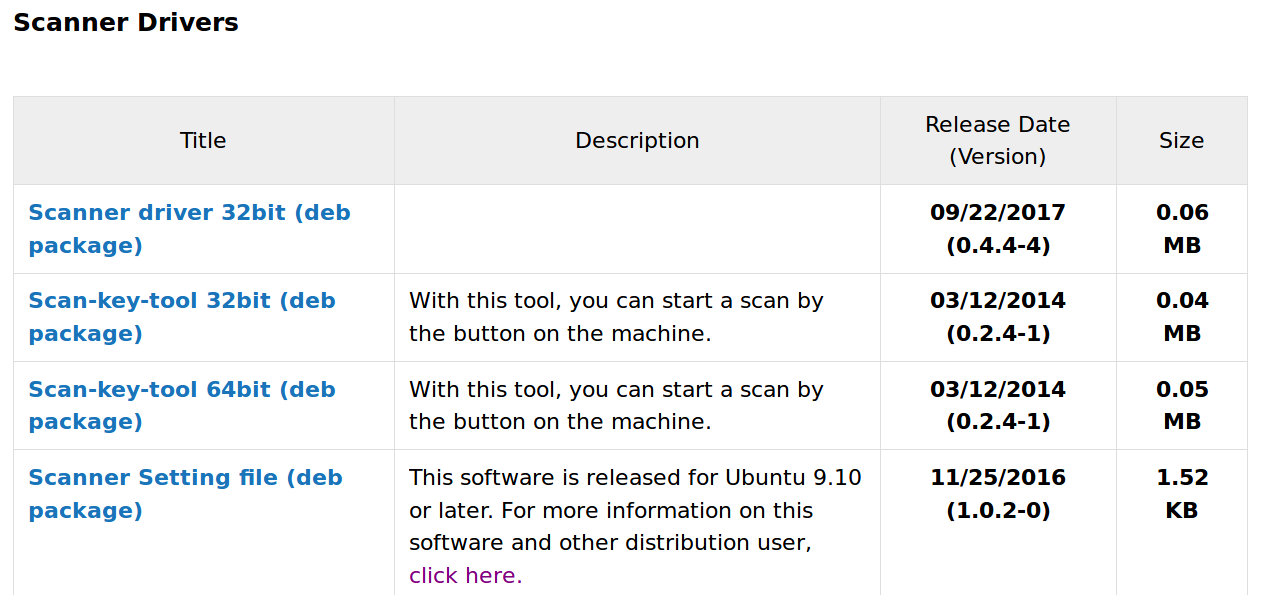 Scanner Drivers
Title
Description
Release Date
(Version)
Size
Scanner driver 32bit (deb
package)
09/22/2017
(0.4.4-4)
0.06
MB
Scan-key-tool 32bit (deb
package)
With this tool, you can start a scan by
the button on the machine.
03/12/2014
(0.2.4-1)
0.04
MB
Scan-key-tool 64bit (deb
package)
With this tool, you can start a scan by
the button on the machine.
03/12/2014
(0.2.4-1)
0.05
MB
Scanner Setting file (deb
package)
This software is released for Ubuntu 9.10
or later. For more information on this
software and other distribution user,
click here.
11/25/2016
(1.0.2-0)
1.52
KB